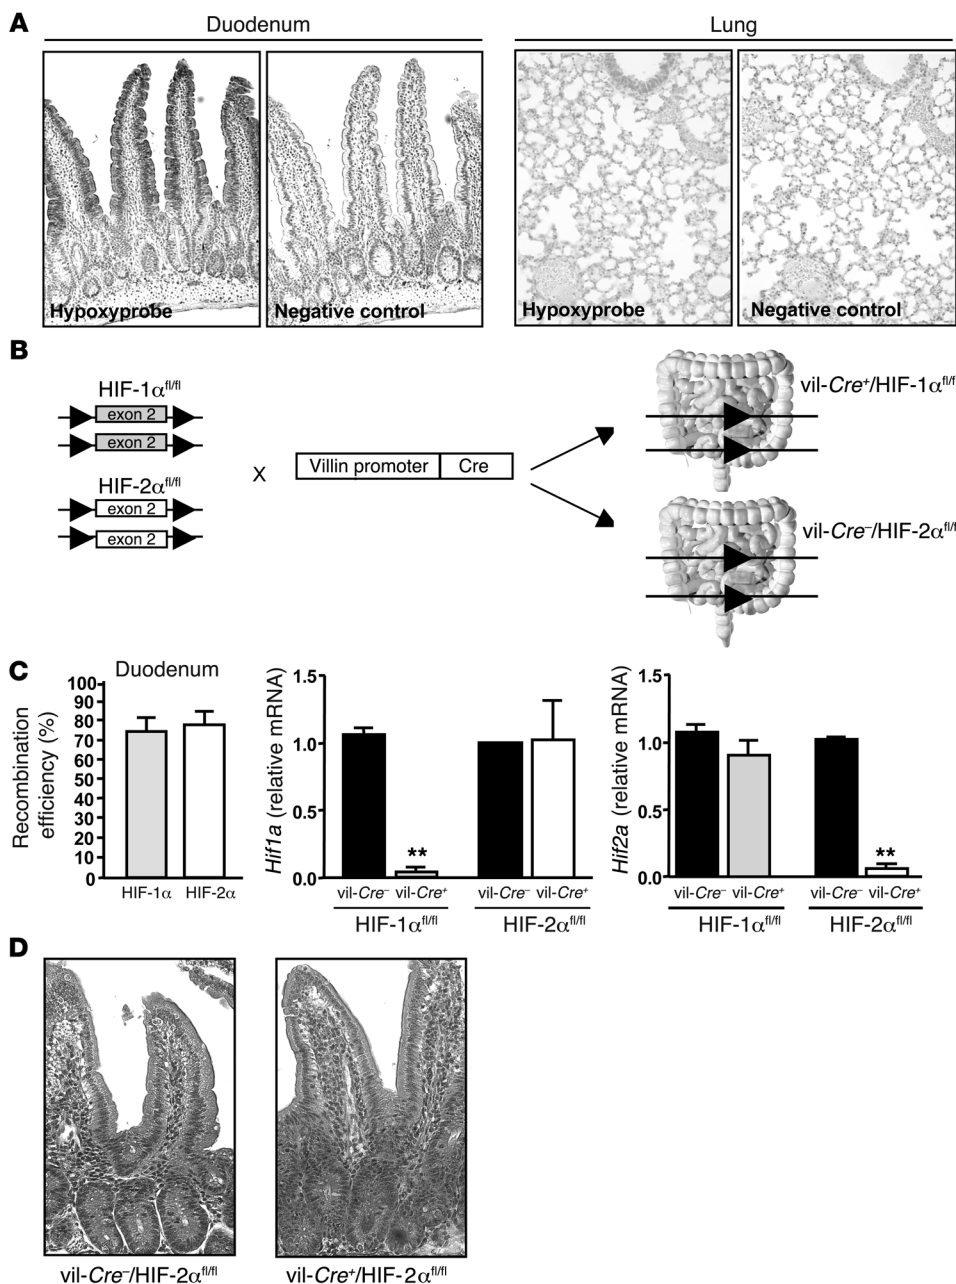 A
Duodenum
Lung
Hypoxyprobe
Negative control
Hypoxyprobe
Negative control
B
HIF-1α^fl/fl
exon 2
exon 2
HIF-2α^fl/fl
exon 2
exon 2
X
Villin promoter
Cre
vil-Cre⁺/HIF-1α^fl/f
vil-Cre⁻/HIF-2α^fl/f
C
Duodenum
Recombination
efficiency (%)
100
90
80
70
60
50
40
30
20
10
0
HIF-1α
HIF-2α
Hif1a (relative mRNA)
1.5
1.0
0.5
0.0
**
vil-Cre⁻ vil-Cre⁺
vil-Cre⁻ vil-Cre⁺
HIF-1α^fl/fl
HIF-2α^fl/fl
Hif2a (relative mRNA)
1.5
1.0
0.5
0.0
**
vil-Cre⁻ vil-Cre⁺
vil-Cre⁻ vil-Cre⁺
HIF-1α^fl/fl
HIF-2α^fl/fl
D
vil-Cre⁻/HIF-2α^fl/fl
vil-Cre⁺/HIF-2α^fl/fl